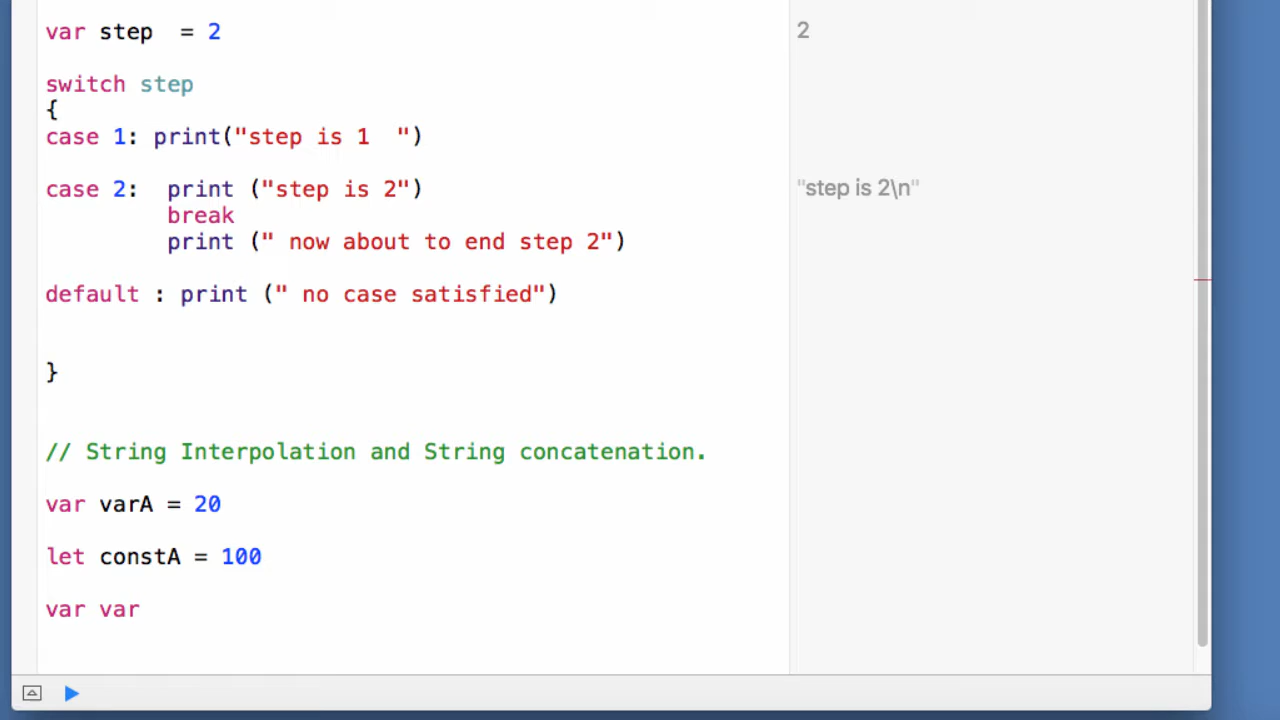 var step  = 2
2
switch step
{
case 1: print("step is 1  ")
case 2:  print ("step is 2")
"step is 2\n"
break
print (" now about to end step 2")
default : print (" no case satisfied")
}
// String Interpolation and String concatenation.
var varA = 20
let constA = 100
var var